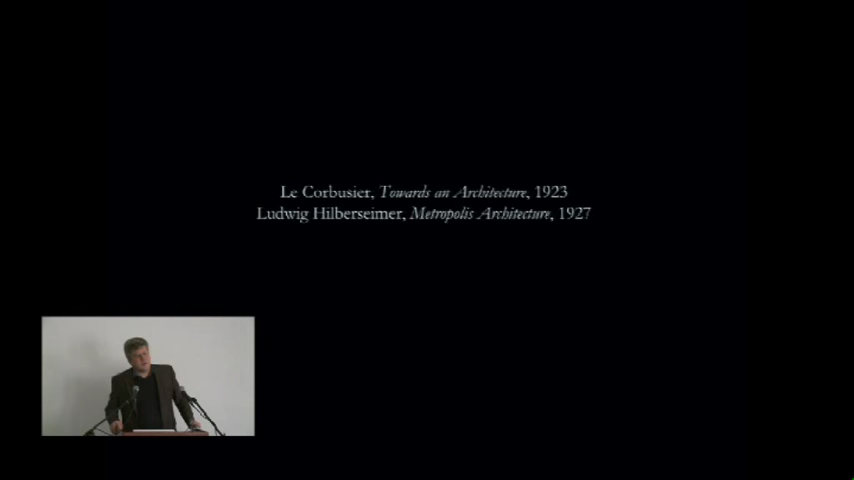 Le Corbusier, Towards an Architecture, 1923
Ludwig Hilberseimer, Metropolis Architecture, 1927